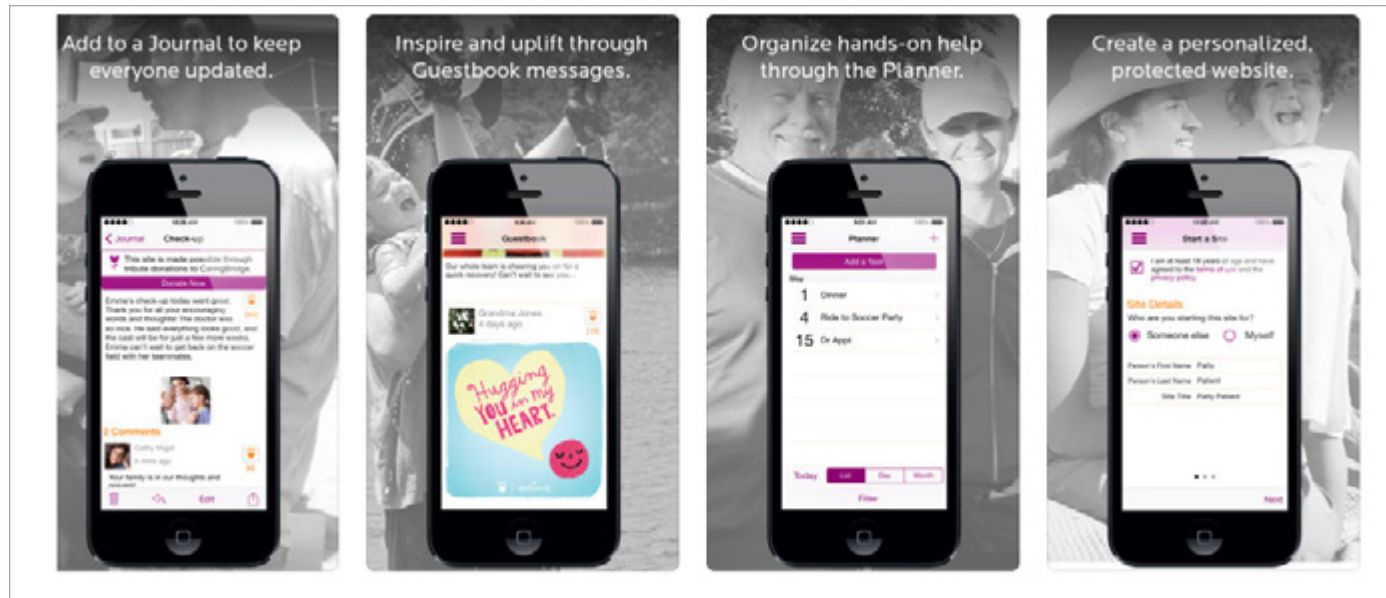 Add to a Journal to keep
everyone updated.
Journal
Check-up
This site is made possible through
tribute donations to CaringBridge.
Donate Now
Emma's check-up today went good.
Thank you for all your encouraging
words and thoughts! The doctor was
so nice. He said everything looks good, and
the cast will be for just a few more weeks.
Emma can't wait to get back on the soccer
field with her teammates.
2 Comments
Cathy
5 mins ago
Your family is in our thoughts and
Edit
Inspire and uplift through
Guestbook messages.
Guestbook
Our whole team is cheering you on for a
quick recovery! Can't wait to see you...
Grandma Jones
4 days ago
Hugging
YOU in my
HEART.
Organize hands-on help
through the Planner.
Planner
+
Add a Task
May
1 Dinner
4 Ride to Soccer Party
15 Dr Appt
Today List Day Month
Filter
Create a personalized,
protected website.
Start a Site
I am at least 18 years of age and have
agreed to the terms of use and the
privacy policy.
Site Details
Who are you starting this site for?
Someone else Myself
Person's First Name Patty
Person's Last Name Patient
Site Title Patty Patient
Next